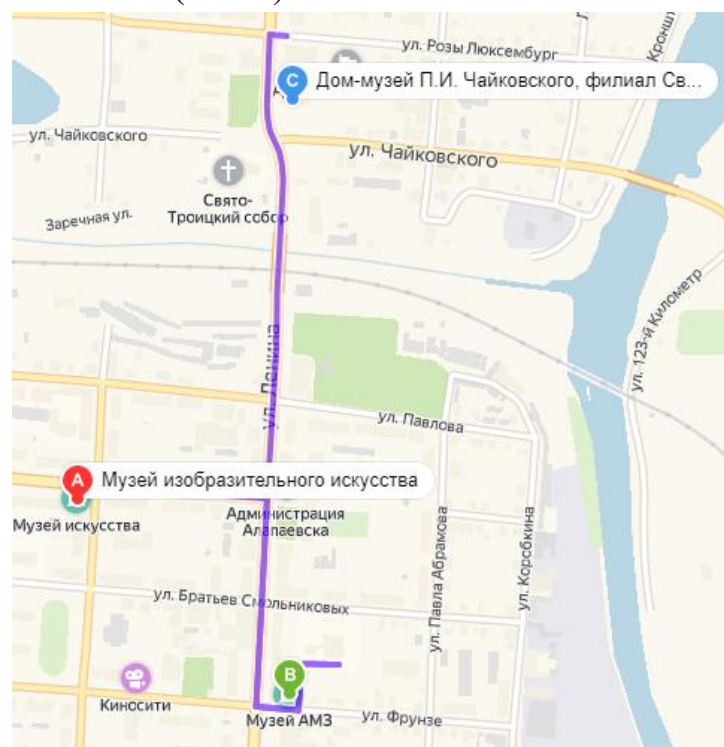 ул. Розы Люксембург
Кроншт
C
Дом-музей П.И. Чайковского, филиал Св...
ул. Чайковского
ул. Чайковского
Свято-
Троицкий собор
Заречная ул.
ул. 123-й Километр
ул. Ленина
ул. Павлова
A
Музей изобразительного искусства
Музей искусства
Администрация
Алапаевска
ул. Павла Абрамова
ул. Коробкина
ул. Братьев Смольниковых
B
Киносити
Музей АМЗ
ул. Фрунзе